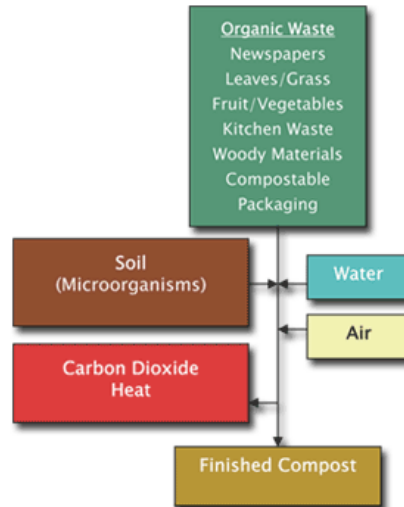 Organic Waste
Newspapers
Leaves/Grass
Fruit/Vegetables
Kitchen Waste
Woody Materials
Compostable
Packaging
Soil
(Microorganisms)
Water
Air
Carbon Dioxide
Heat
Finished Compost